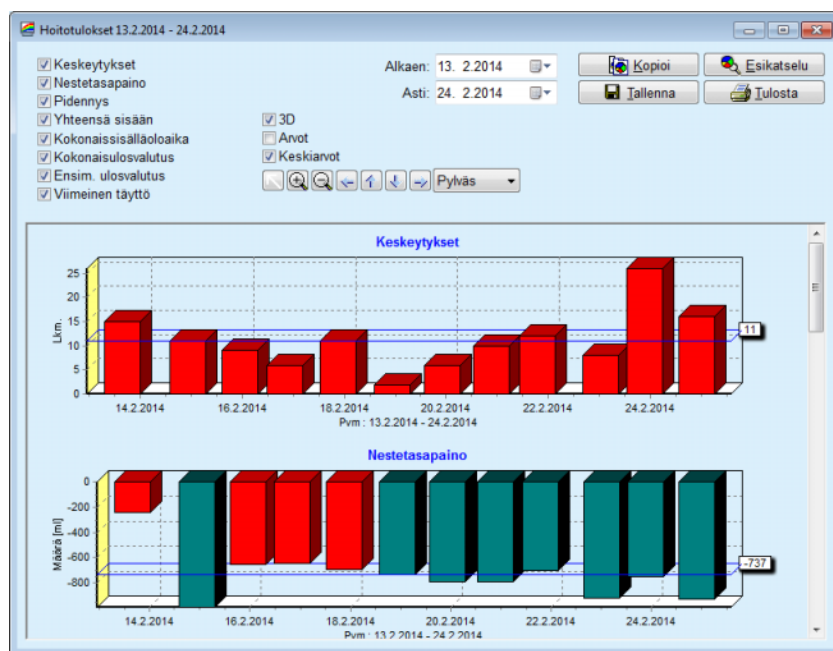 Hoitotulokset 13.2.2014 - 24.2.2014
Keskeytykset
Nestetasapaino
Pidennys
Yhteensä sisään
Kokonaissisälläoloaika
Kokonaisulosvalutus
Ensim. ulosvalutus
Viimeinen täyttö
3D
Arvot
Keskiarvot
Pylväs
Alkaen: 13. 2.2014
Asti: 24. 2.2014
Kopioi
Esikatselu
Tallenna
Tulosta
Keskeytykset
Lkm.
25
20
15
10
5
0
11
14.2.2014 16.2.2014 18.2.2014 20.2.2014 22.2.2014 24.2.2014
Pvm : 13.2.2014 - 24.2.2014
Nestetasapaino
Määrä [ml]
0
-200
-400
-600
-800
-737
14.2.2014 16.2.2014 18.2.2014 20.2.2014 22.2.2014 24.2.2014
Pvm : 13.2.2014 - 24.2.2014